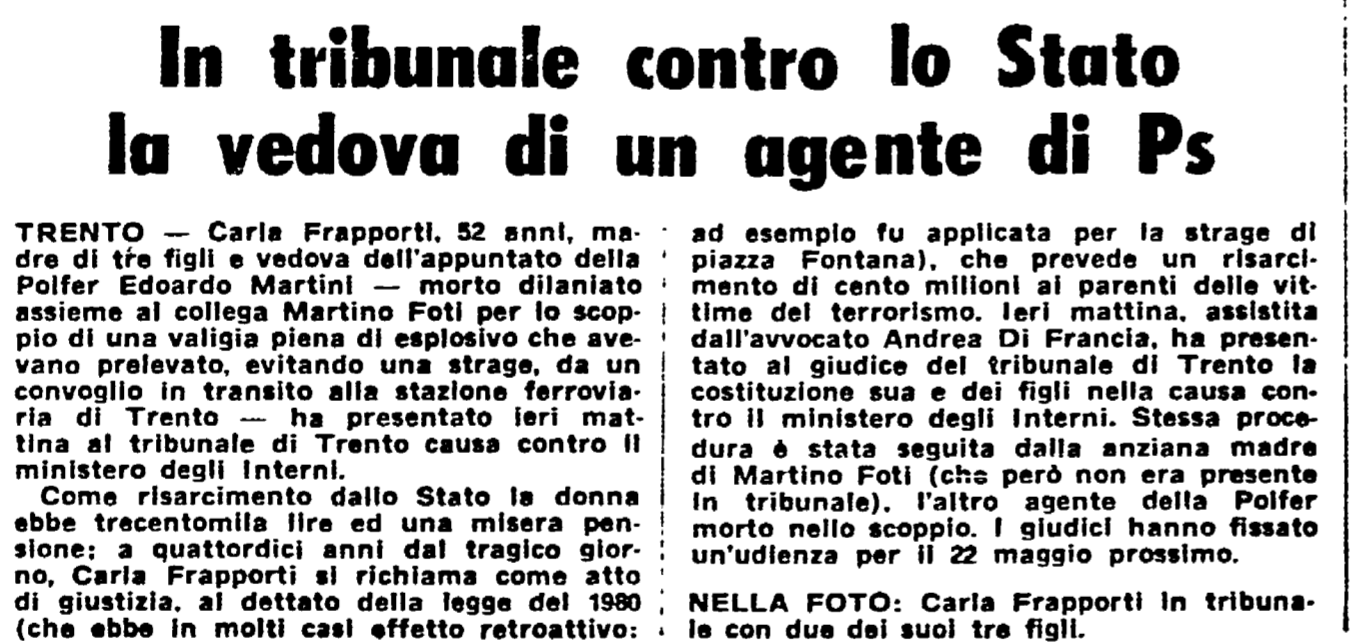 In tribunale contro lo Stato
la vedova di un agente di Ps
TRENTO — Carla Frapporti, 52 anni, ma-
dre di tre figli e vedova dell'appuntato della
Polfer Edoardo Martini — morto dilaniato
assieme al collega Martino Foti per lo scop-
pio di una valigia piena di esplosivo che ave-
vano prelevato, evitando una strage, da un
convoglio in transito alla stazione ferrovia-
ria di Trento — ha presentato ieri mat-
tina al tribunale di Trento causa contro il
ministero degli Interni.
Come risarcimento dallo Stato la donna
ebbe trecentomila lire ed una misera pen-
sione; a quattordici anni dal tragico gior-
no, Carla Frapporti si richiama come atto
di giustizia, al dettato della legge del 1980
(che ebbe in molti casi effetto retroattivo:
ad esempio fu applicata per la strage di
piazza Fontana), che prevede un risarci-
mento di cento milioni ai parenti delle vit-
time del terrorismo. Ieri mattina, assistita
dall'avvocato Andrea Di Francia, ha presen-
tato al giudice del tribunale di Trento la
costituzione sua e dei figli nella causa con-
tro il ministero degli Interni. Stessa proce-
dura è stata seguita dalla anziana madre
di Martino Foti (che però non era presente
in tribunale), l'altro agente della Polfer
morto nello scoppio. I giudici hanno fissato
un'udienza per il 22 maggio prossimo.
NELLA FOTO: Carla Frapporti in tribuna-
le con due dei suoi tre figli.